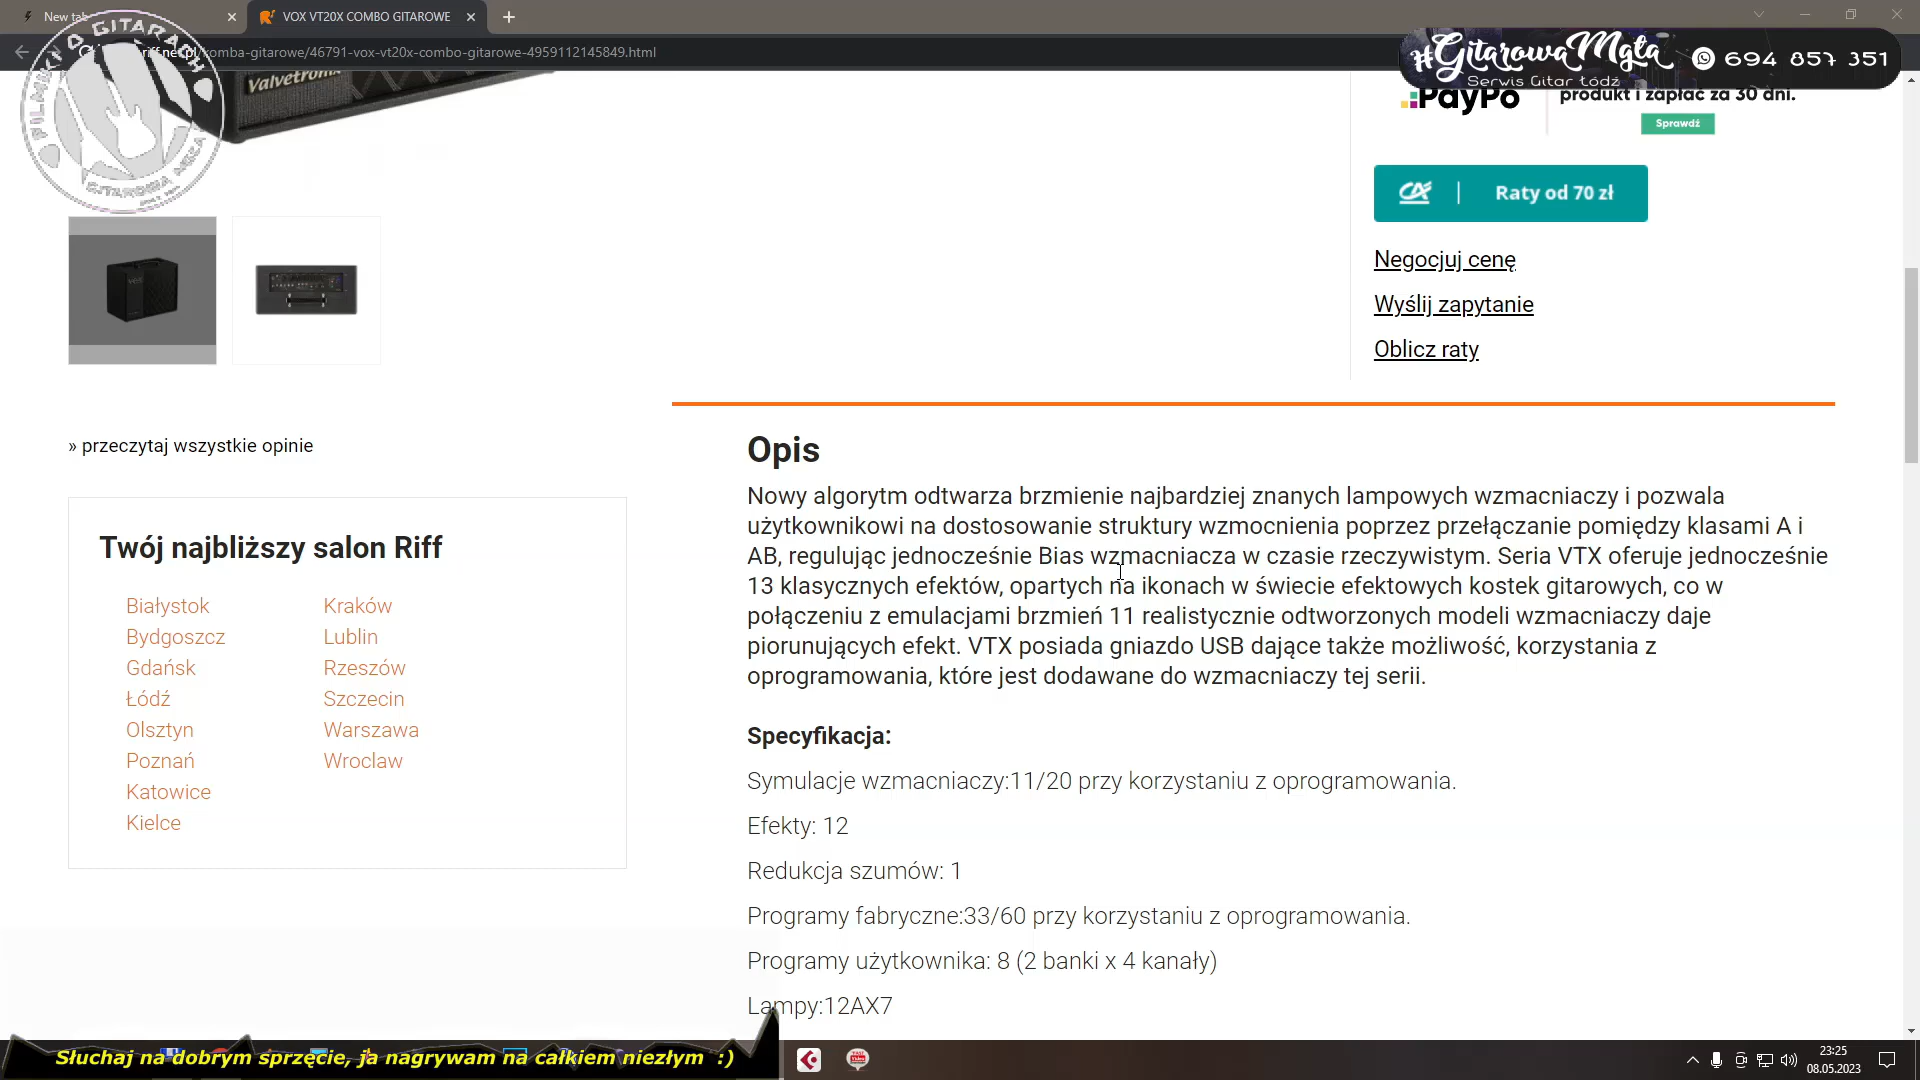 New ta
VOX VT20X COMBO GITAROWE
riff.net.pl/komba-gitarowe/46791-vox-vt20x-combo-gitarowe-4959112145849.html
FILMIKI O GITARACH
GITAROWA MEKKA
#GitarowaMgła
Serwis Gitar Łódź
694 857 351
Valvetronix
PayPo
produkt i zapłać za 30 dni.
Sprawdź
CA | Raty od 70 zł
Negocjuj cenę
Wyślij zapytanie
Oblicz raty
» przeczytaj wszystkie opinie
Twój najbliższy salon Riff
Białystok
Bydgoszcz
Gdańsk
Łódź
Olsztyn
Poznań
Katowice
Kielce
Kraków
Lublin
Rzeszów
Szczecin
Warszawa
Wroclaw
Opis
Nowy algorytm odtwarza brzmienie najbardziej znanych lampowych wzmacniaczy i pozwala
użytkownikowi na dostosowanie struktury wzmocnienia poprzez przełączanie pomiędzy klasami A i
AB, regulując jednocześnie Bias wzmacniacza w czasie rzeczywistym. Seria VTX oferuje jednocześnie
13 klasycznych efektów, opartych na ikonach w świecie efektowych kostek gitarowych, co w
połączeniu z emulacjami brzmień 11 realistycznie odtworzonych modeli wzmacniaczy daje
piorunujących efekt. VTX posiada gniazdo USB dające także możliwość, korzystania z
oprogramowania, które jest dodawane do wzmacniaczy tej serii.
Specyfikacja:
Symulacje wzmacniaczy:11/20 przy korzystaniu z oprogramowania.
Efekty: 12
Redukcja szumów: 1
Programy fabryczne:33/60 przy korzystaniu z oprogramowania.
Programy użytkownika: 8 (2 banki x 4 kanały)
Lampy:12AX7
Słuchaj na dobrym sprzęcie, ja nagrywam na całkiem niezłym :)
23:25
08.05.2023